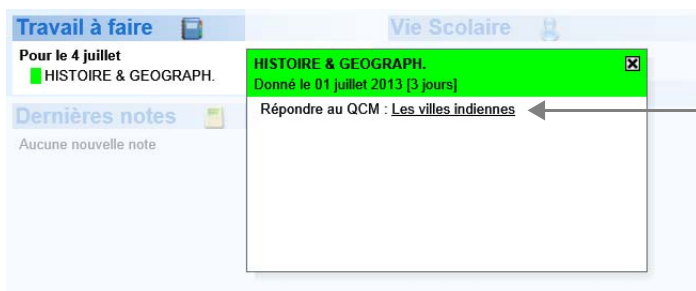 Travail à faire
Vie Scolaire
Pour le 4 juillet
HISTOIRE & GEOGRAPH.
Dernières notes
Aucune nouvelle note
HISTOIRE & GEOGRAPH.
Donné le 01 juillet 2013 [3 jours]
Répondre au QCM : Les villes indiennes